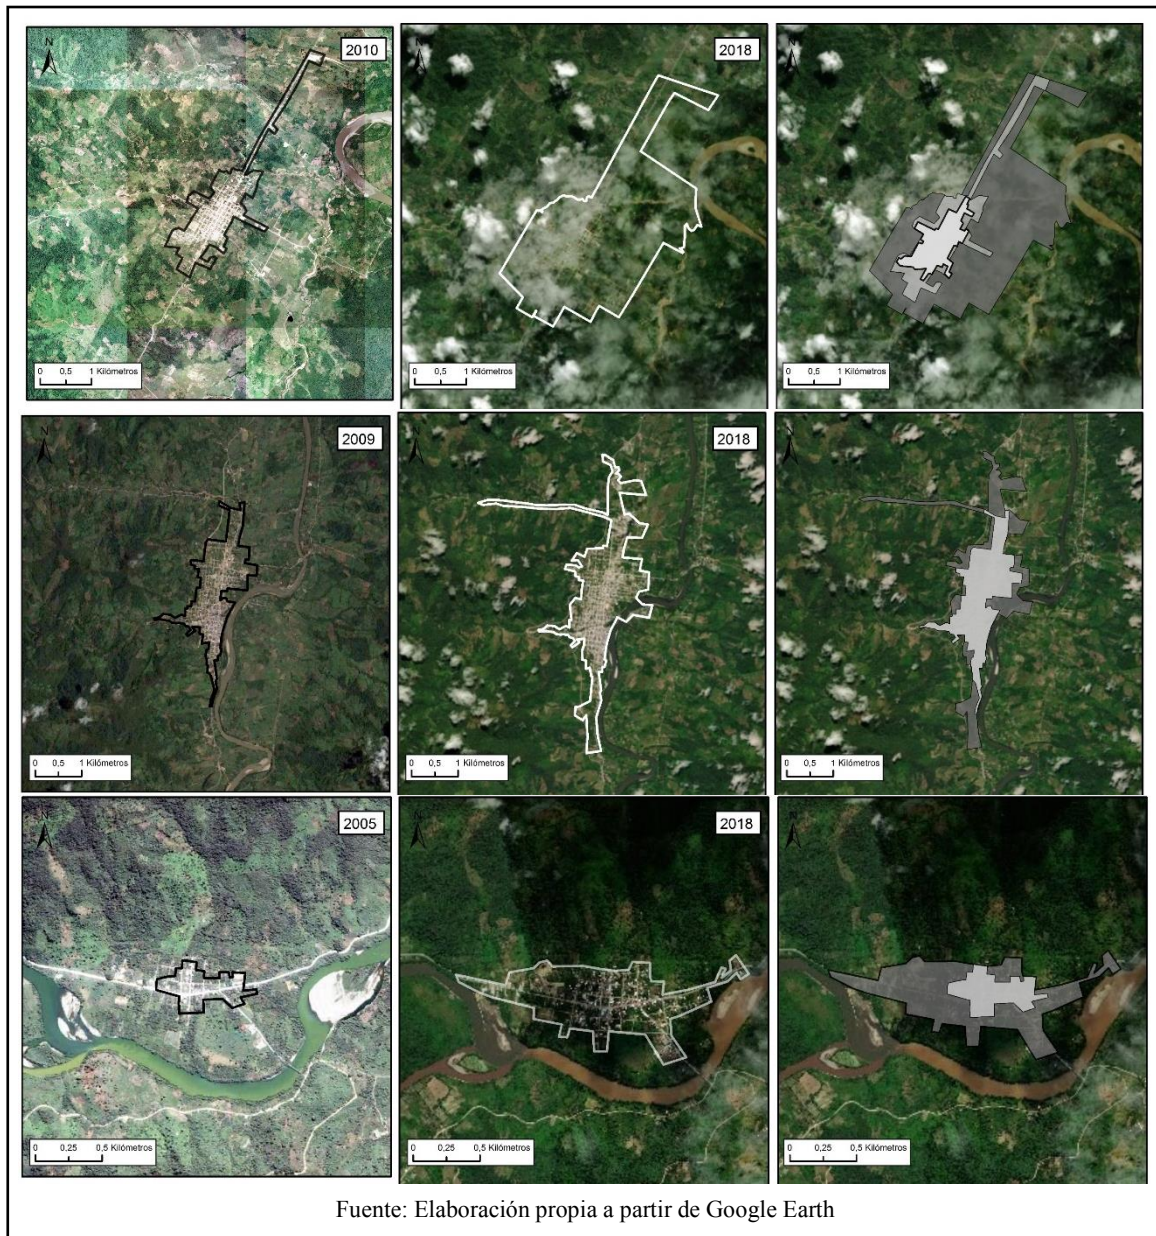 N
2010
0 0,5 1 Kilómetros
N
2018
0 0,5 1 Kilómetros
N
0 0,5 1 Kilómetros
N
2009
0 0,5 1 Kilómetros
N
2018
0 0,5 1 Kilómetros
N
0 0,5 1 Kilómetros
N
2005
0 0,25 0,5 Kilómetros
N
2018
0 0,25 0,5 Kilómetros
N
0 0,25 0,5 Kilómetros
Fuente: Elaboración propia a partir de Google Earth